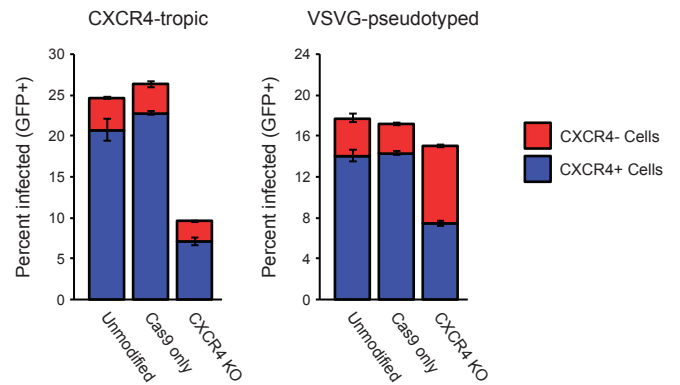 CXCR4-tropic
Percent infected (GFP+)
30
25
20
15
10
5
0
Unmodified
Cas9 only
CXCR4 KO
VSVG-pseudotyped
Percent infected (GFP+)
24
20
16
12
8
4
0
Unmodified
Cas9 only
CXCR4 KO
CXCR4- Cells
CXCR4+ Cells